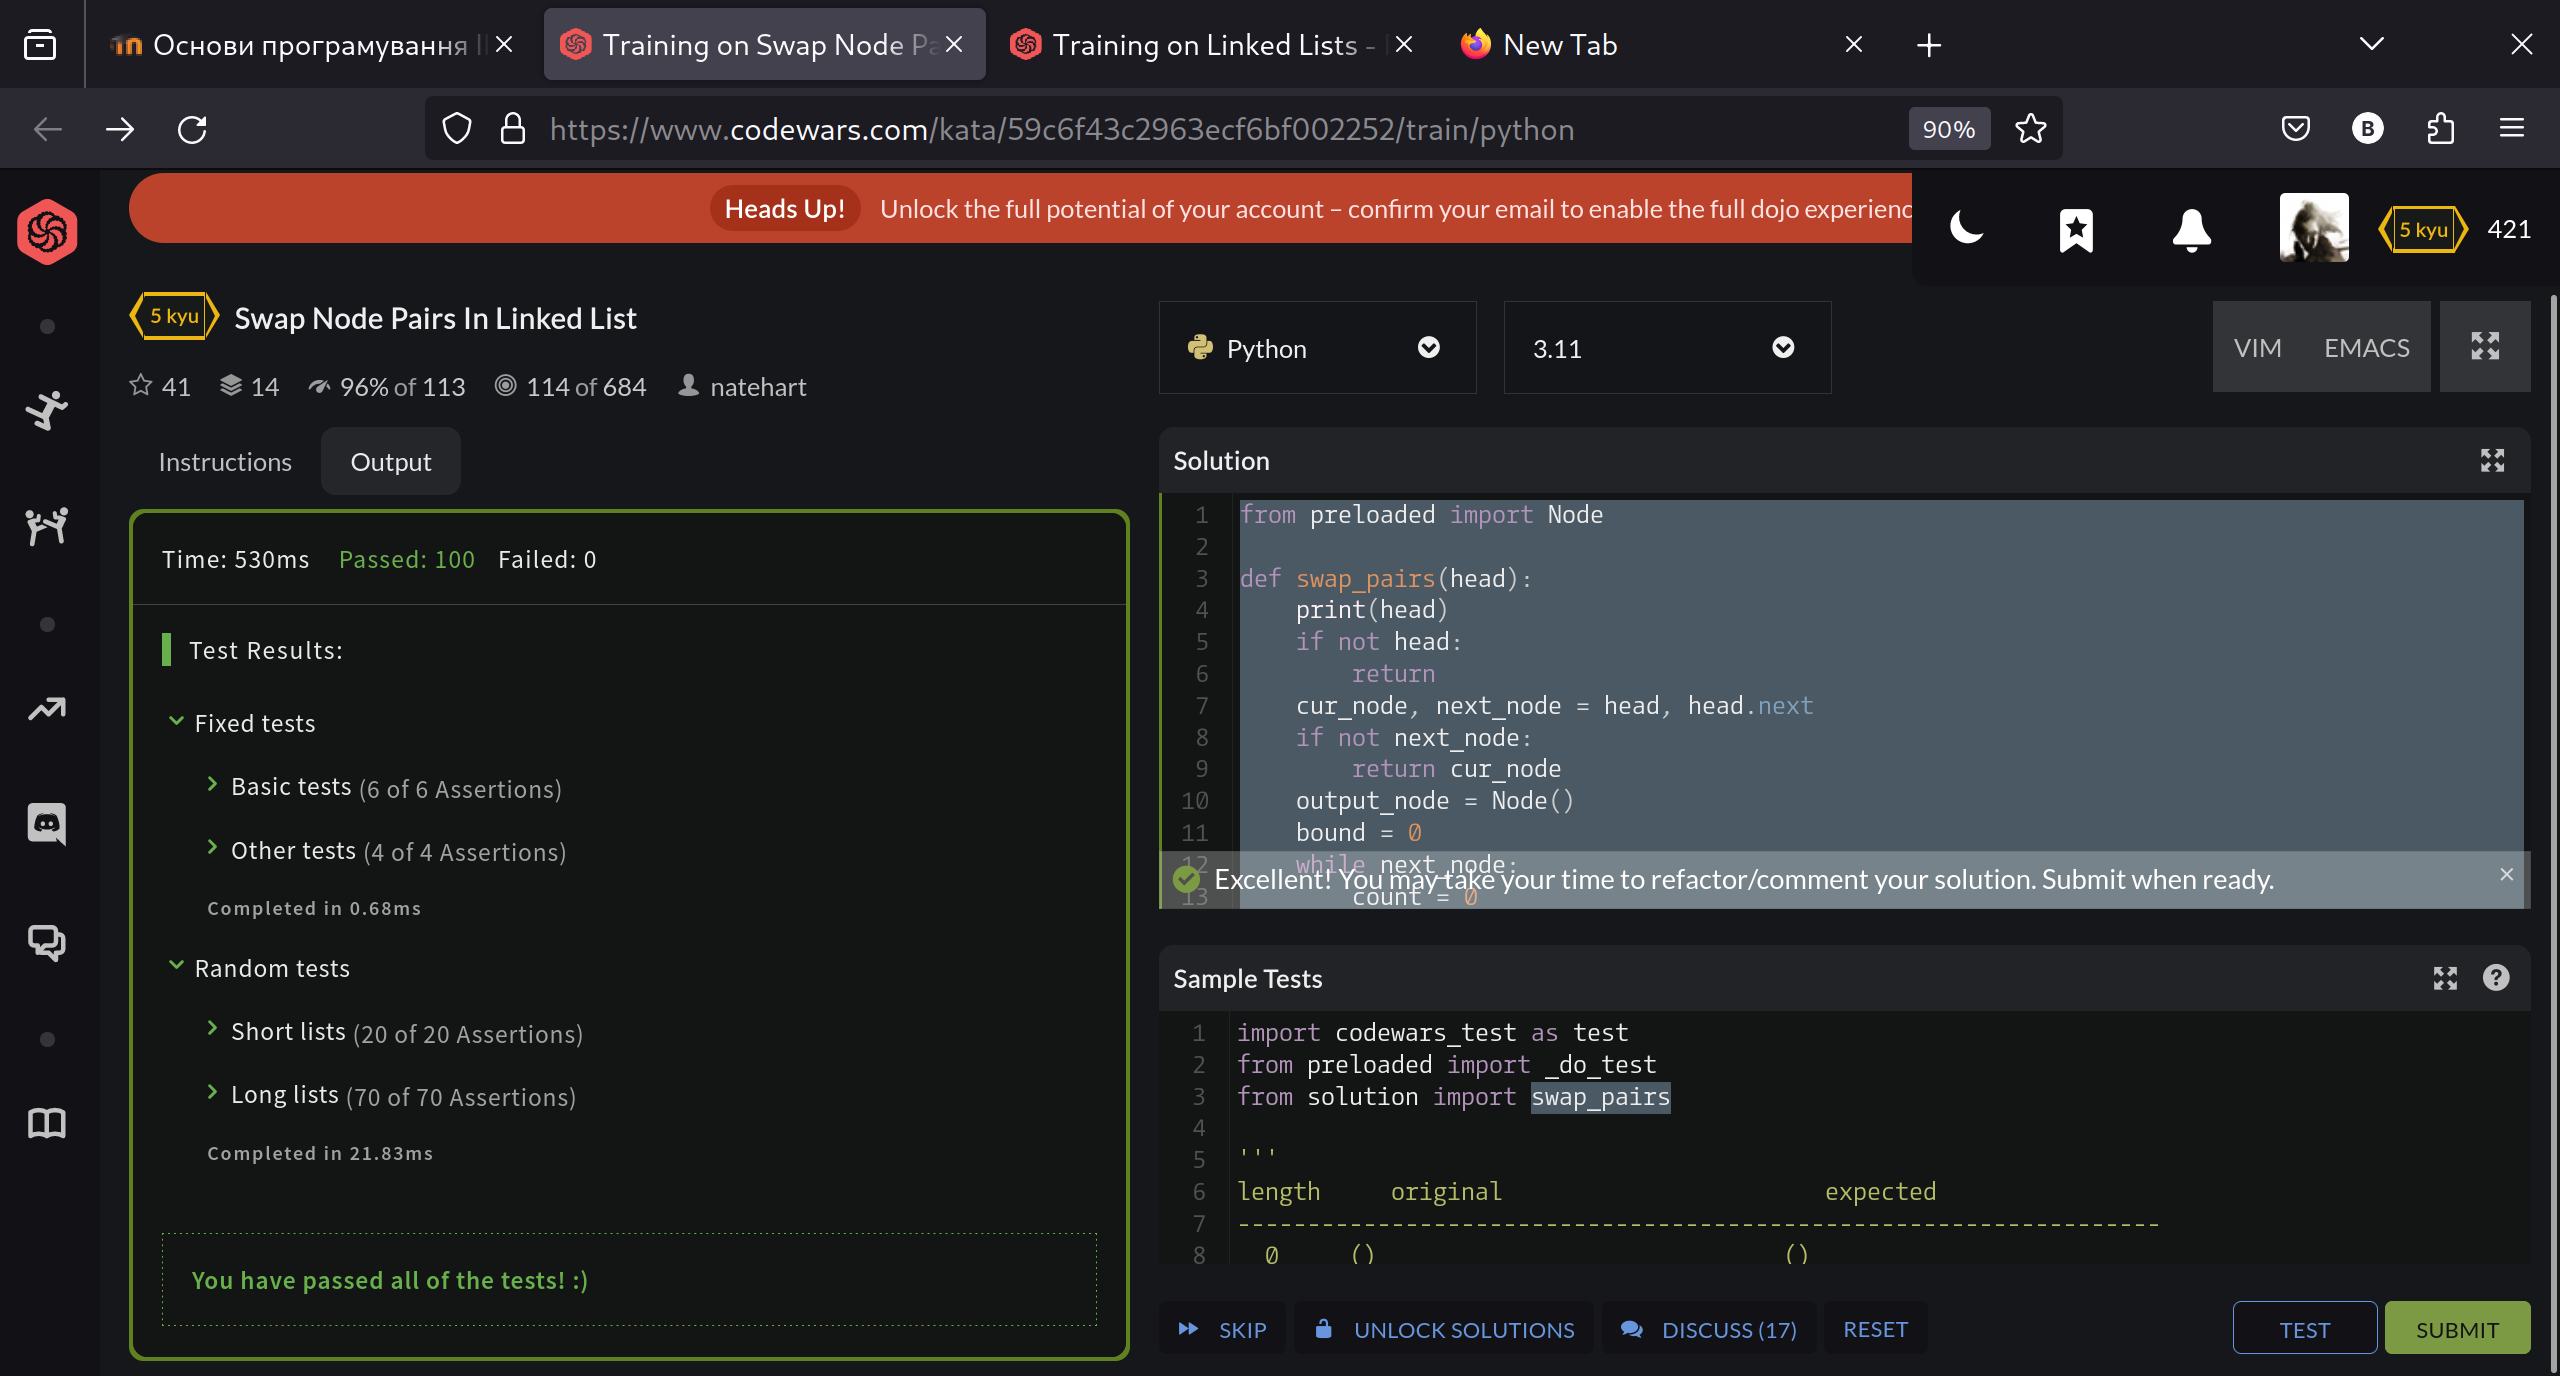 Основи програмування
Training on Swap Node Pa
Training on Linked Lists -
New Tab
https://www.codewars.com/kata/59c6f43c2963ecf6bf002252/train/python
90%
B
Heads Up! Unlock the full potential of your account – confirm your email to enable the full dojo experienc
5 kyu 421
5 kyu Swap Node Pairs In Linked List
41 14 96% of 113 114 of 684 natehart
Instructions Output
Time: 530ms Passed: 100 Failed: 0
Test Results:
Fixed tests
Basic tests (6 of 6 Assertions)
Other tests (4 of 4 Assertions)
Completed in 0.68ms
Random tests
Short lists (20 of 20 Assertions)
Long lists (70 of 70 Assertions)
Completed in 21.83ms
You have passed all of the tests! :)
Python 3.11 VIM EMACS
Solution
1 from preloaded import Node
2
3 def swap_pairs(head):
4 print(head)
5 if not head:
6 return
7 cur_node, next_node = head, head.next
8 if not next_node:
9 return cur_node
10 output_node = Node()
11 bound = 0
12 while next_node:
Excellent! You may take your time to refactor/comment your solution. Submit when ready.
13 count = 0
Sample Tests
1 import codewars_test as test
2 from preloaded import _do_test
3 from solution import swap_pairs
4
5 '''
6 length original expected
7 ------------------------------------------------------------------
8 0 () ()
SKIP UNLOCK SOLUTIONS DISCUSS (17) RESET TEST SUBMIT